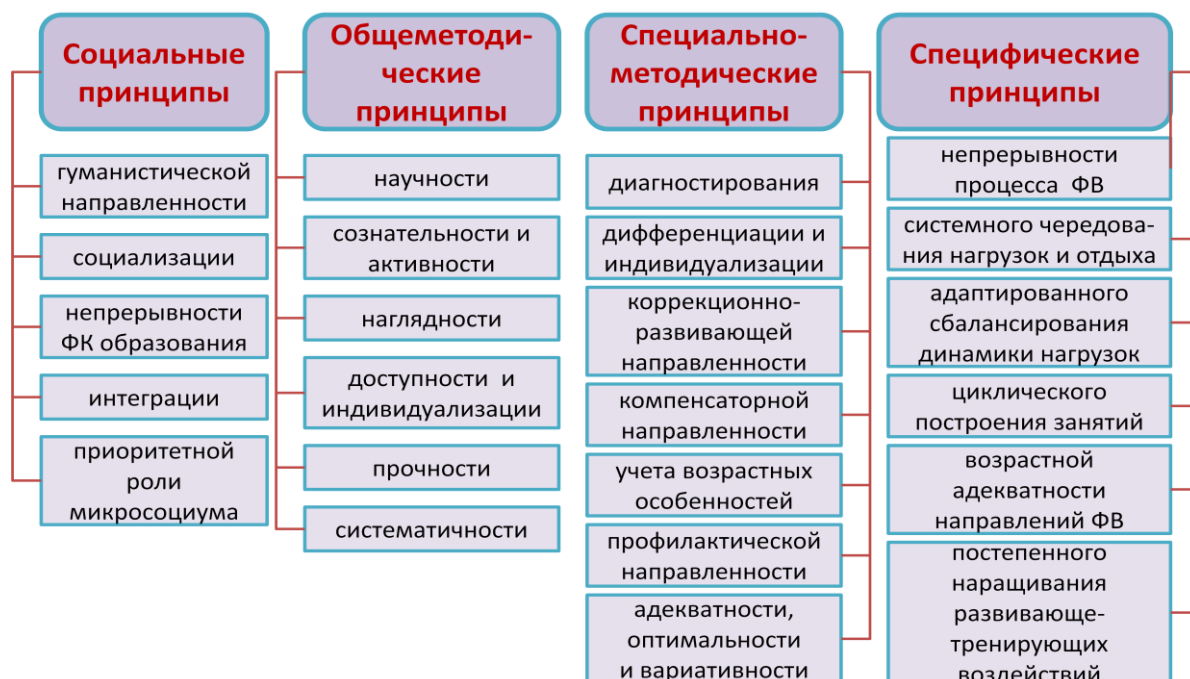 Социальные
принципы
гуманистической
направленности
социализации
непрерывности
ФК образования
интеграции
приоритетной
роли
микросоциума
Общеметоди-
ческие
принципы
научности
сознательности и
активности
наглядности
доступности и
индивидуализации
прочности
систематичности
Специально-
методические
принципы
диагностирования
дифференциации и
индивидуализации
коррекционно-
развивающей
направленности
компенсаторной
направленности
учета возрастных
особенностей
профилактической
направленности
адекватности,
оптимальности
и вариативности
Специфические
принципы
непрерывности
процесса ФВ
системного чередова-
ния нагрузок и отдыха
адаптированного
сбалансирования
динамики нагрузок
циклического
построения занятий
возрастной
адекватности
направлений ФВ
постепенного
наращивания
развивающе-
тренирующих
воздействий